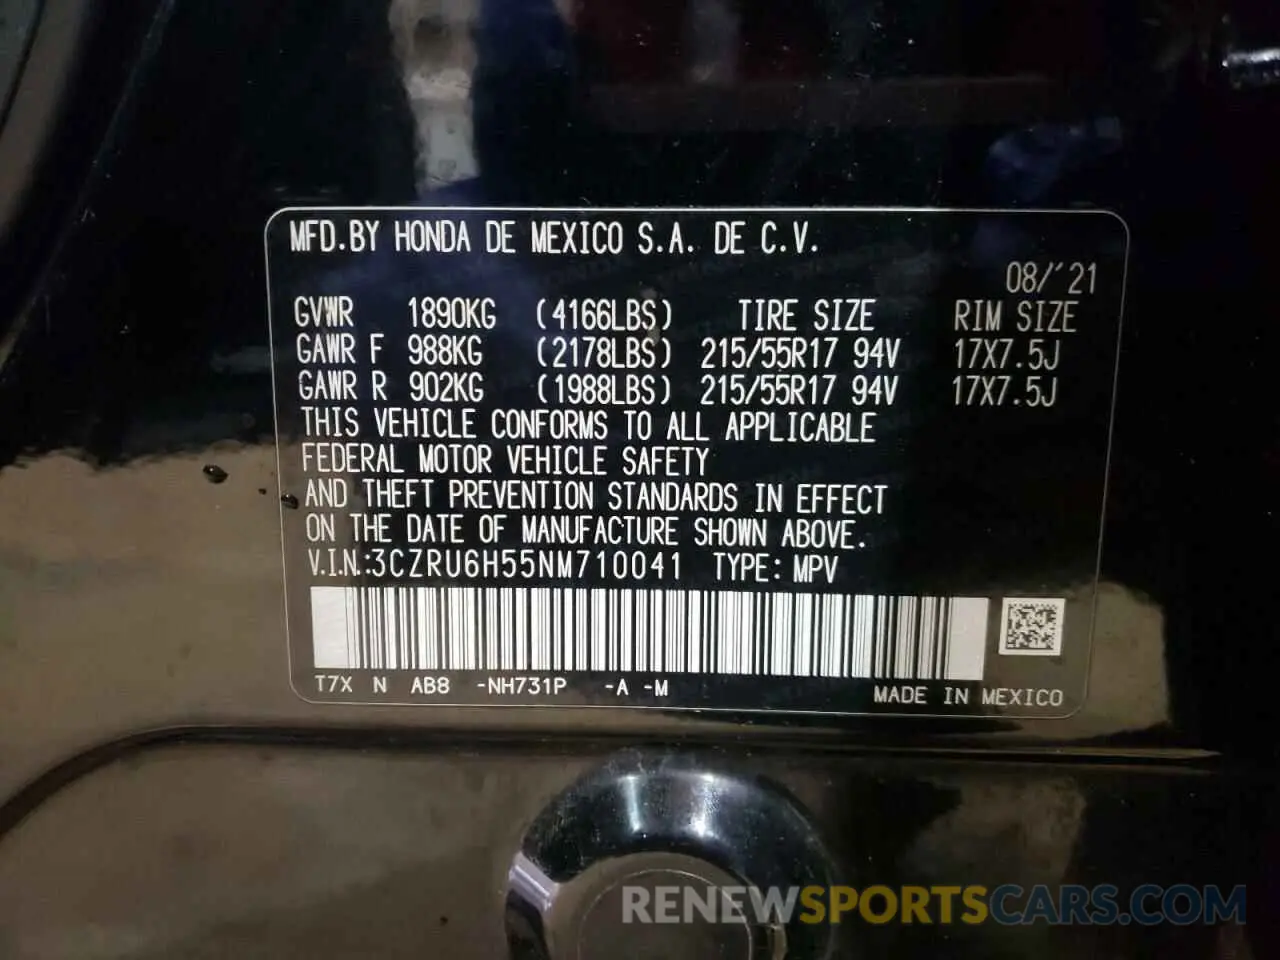 MFD.BY HONDA DE MEXICO S.A. DE C.V.
08/'21
GVWR 1890KG (4166LBS) TIRE SIZE RIM SIZE
GAWR F 988KG (2178LBS) 215/55R17 94V 17X7.5J
GAWR R 902KG (1988LBS) 215/55R17 94V 17X7.5J
THIS VEHICLE CONFORMS TO ALL APPLICABLE
FEDERAL MOTOR VEHICLE SAFETY
AND THEFT PREVENTION STANDARDS IN EFFECT
ON THE DATE OF MANUFACTURE SHOWN ABOVE.
V.I.N.:3CZRU6H55NM710041 TYPE: MPV
T7X N AB8 -NH731P -A -M
MADE IN MEXICO
RENEWSPORTSCARS.COM